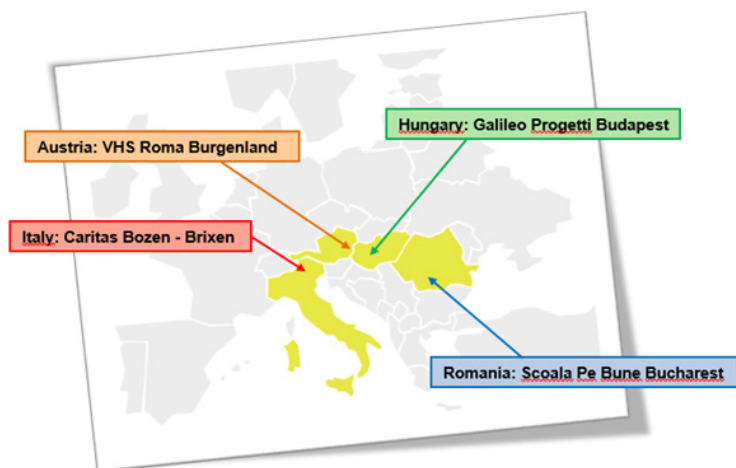 Hungary: Galileo Progetti Budapest
Austria: VHS Roma Burgenland
Italy: Caritas Bozen - Brixen
Romania: Scoala Pe Bune Bucharest